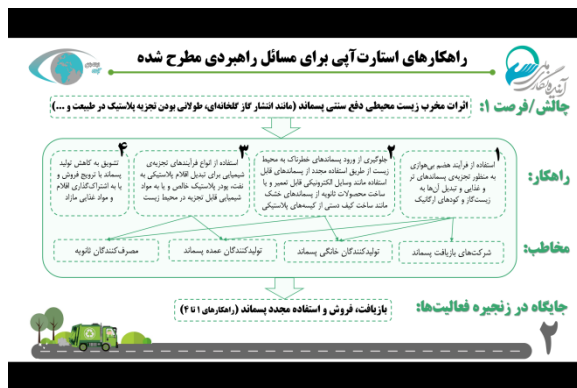 راهکارهای استارت‌آپی برای مسائل راهبردی مطرح شده
چالش/فرصت ۱:
اثرات مخرب زیست محیطی دفع سنتی پسماند (مانند انتشار گاز گلخانه‌ای، طولانی بودن تجزیه پلاستیک در طبیعت و ...)
راهکار:
۱
استفاده از فرآیند هضم بی‌هوازی
به منظور تجزیه‌ی پسماندهای تر
و غذایی و تبدیل آن‌ها به
زیست‌گاز و کودهای ارگانیک
۲
جلوگیری از ورود پسماندهای خطرناک به محیط
زیست از طریق استفاده مجدد از پسماندهای قابل
استفاده مانند وسایل الکترونیکی قابل تعمیر و یا
ساخت محصولات ثانویه از پسماندهای خشک
مانند ساخت کیف دستی از کیسه‌های پلاستیکی
۳
استفاده از انواع فرآیندهای تجزیه‌ی
شیمیایی برای تبدیل اقلام پلاستیکی به
نفت، پودر پلاستیک خالص و یا به مواد
شیمیایی قابل تجزیه در محیط زیست
۴
تشویق به کاهش تولید
پسماند با ترویج فروش و
یا به اشتراک‌گذاری اقلام
و مواد غذایی مازاد
مخاطب:
شرکت‌های بازیافت پسماند
تولیدکنندگان خانگی پسماند
تولیدکنندگان عمده پسماند
مصرف‌کنندگان ثانویه
جایگاه در زنجیره فعالیت‌ها:
بازیافت، فروش و استفاده مجدد پسماند (راهکارهای ۱ تا ۴)
۲